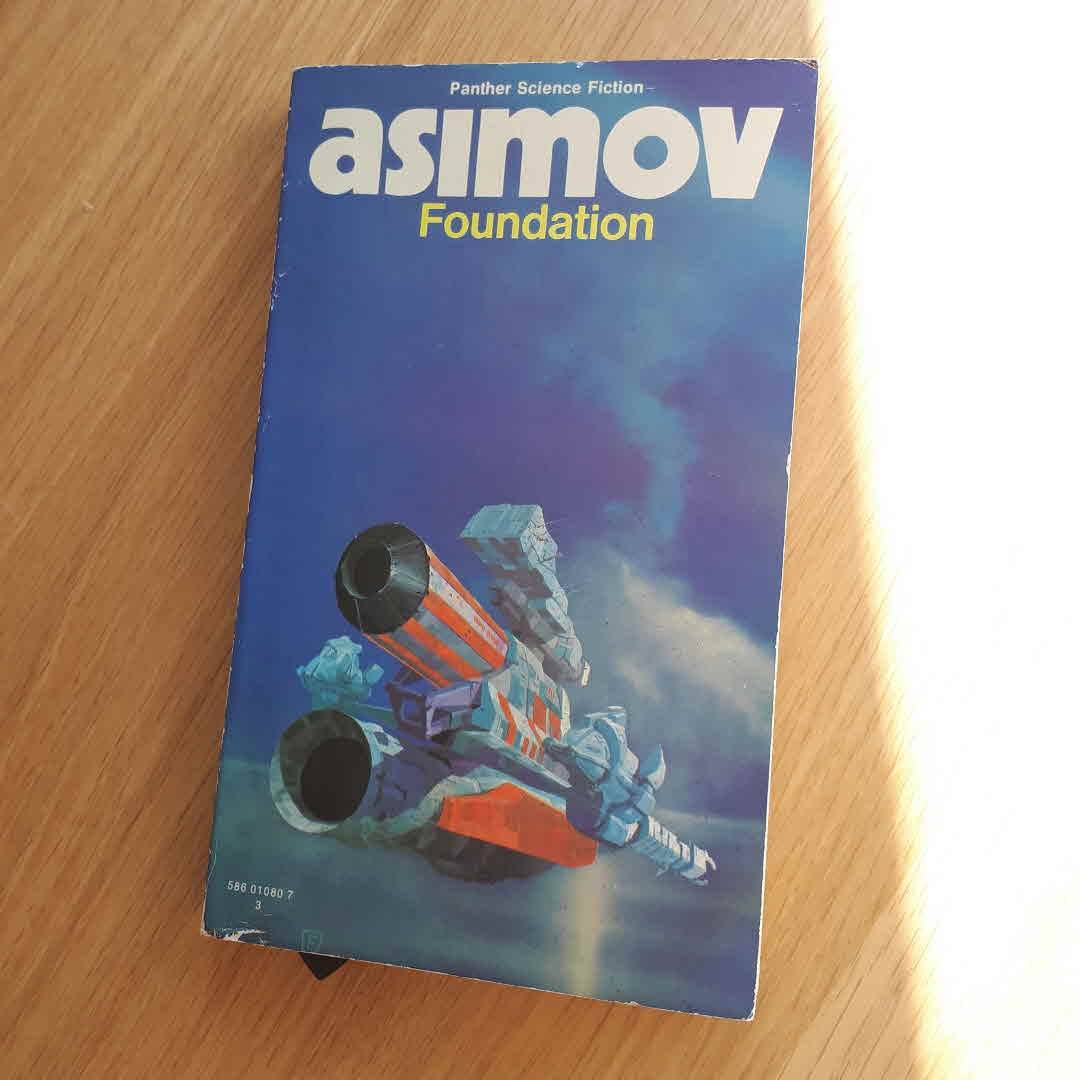 Panther Science Fiction
asimov
Foundation
586 01080 7
3